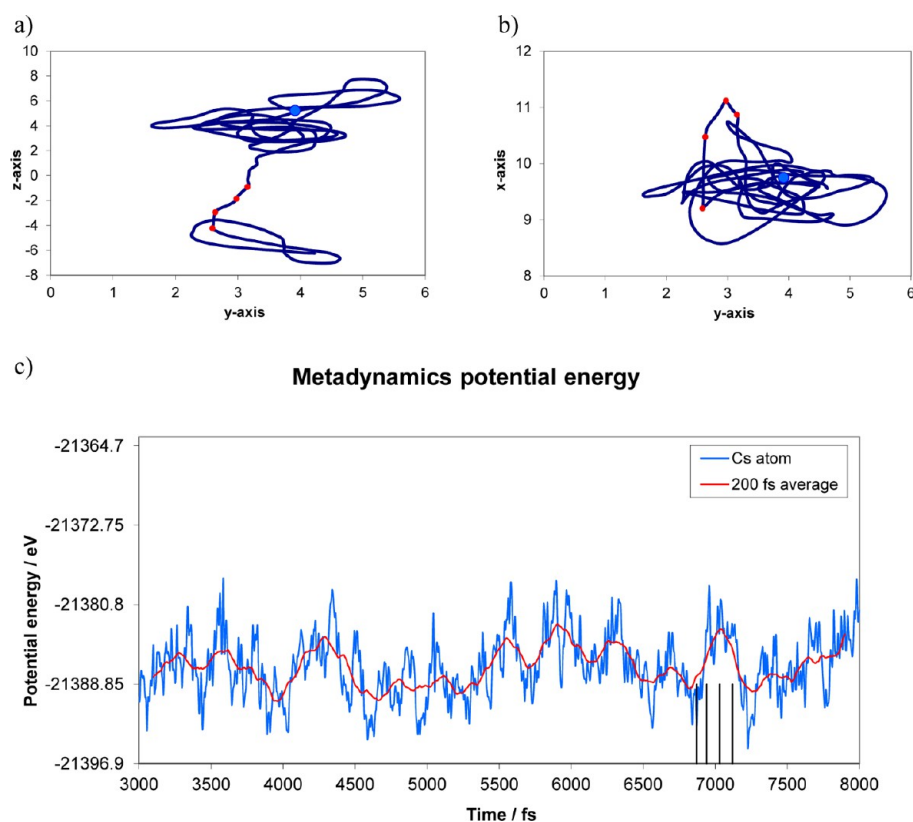 a)
10
8
6
4
2
0
-2
-4
-6
-8
z-axis
0 1 2 3 4 5 6
y-axis
b)
12
11
10
9
8
x-axis
0 1 2 3 4 5 6
y-axis
c)
Metadynamics potential energy
-21364.7
-21372.75
-21380.8
-21388.85
-21396.9
Potential energy / eV
Cs atom
200 fs average
3000 3500 4000 4500 5000 5500 6000 6500 7000 7500 8000
Time / fs